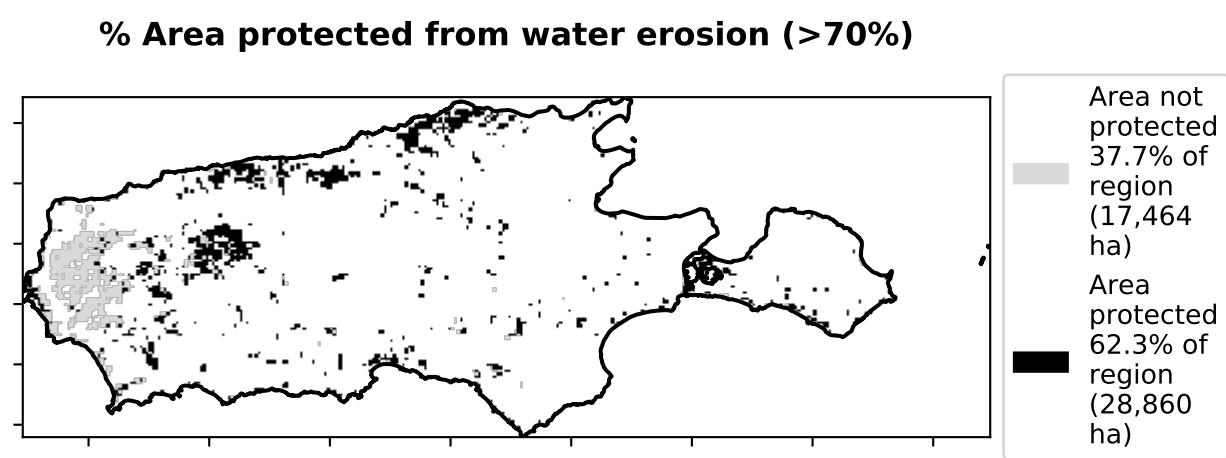 % Area protected from water erosion (>70%)
Area not
protected
37.7% of
region
(17,464
ha)
Area
protected
62.3% of
region
(28,860
ha)